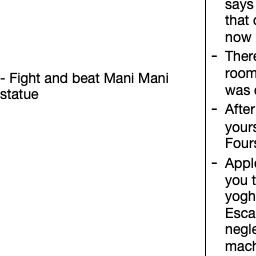 - Fight and beat Mani Mani
statue
says
that
now
- There
room
was
- After
yours
Fours
- Apple
you t
yogh
Esca
negle
mach